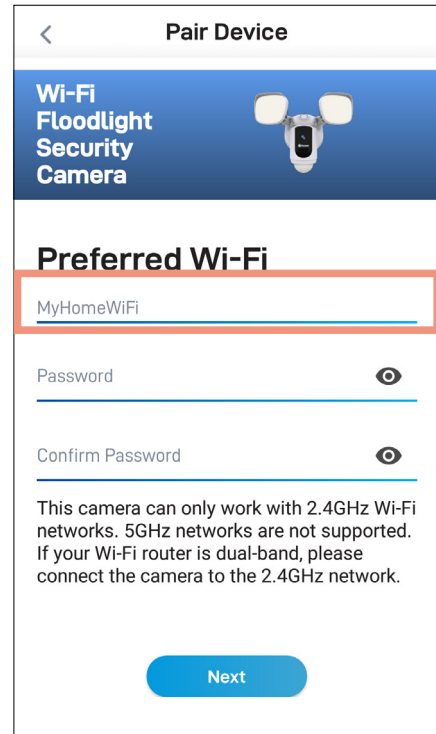 Pair Device
Wi-Fi
Floodlight
Security
Camera
Preferred Wi-Fi
MyHomeWiFi
Password
Confirm Password
This camera can only work with 2.4GHz Wi-Fi
networks. 5GHz networks are not supported.
If your Wi-Fi router is dual-band, please
connect the camera to the 2.4GHz network.
Next